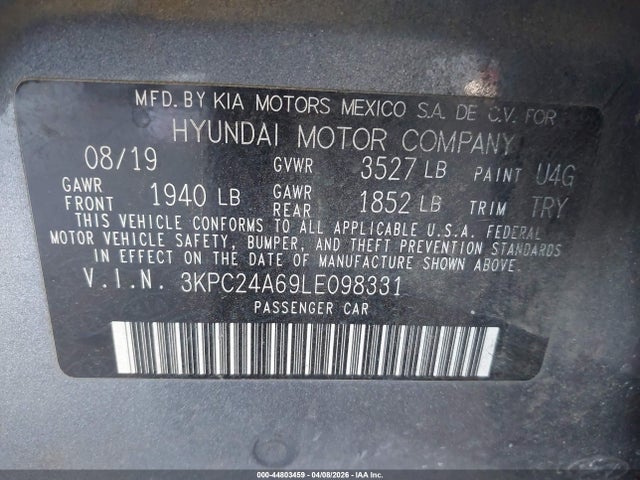 MFD. BY KIA MOTORS MEXICO S.A. DE C.V. FOR
HYUNDAI MOTOR COMPANY
08/19 GVWR 3527 LB PAINT U4G
GAWR FRONT 1940 LB GAWR REAR 1852 LB TRIM TRY
THIS VEHICLE CONFORMS TO ALL APPLICABLE U.S.A. FEDERAL
MOTOR VEHICLE SAFETY, BUMPER, AND THEFT PREVENTION STANDARDS
IN EFFECT ON THE DATE OF MANUFACTURE SHOWN ABOVE.
V.I.N. 3KPC24A69LE098331
PASSENGER CAR
000-44803459 - 04/08/2026 - IAA Inc.